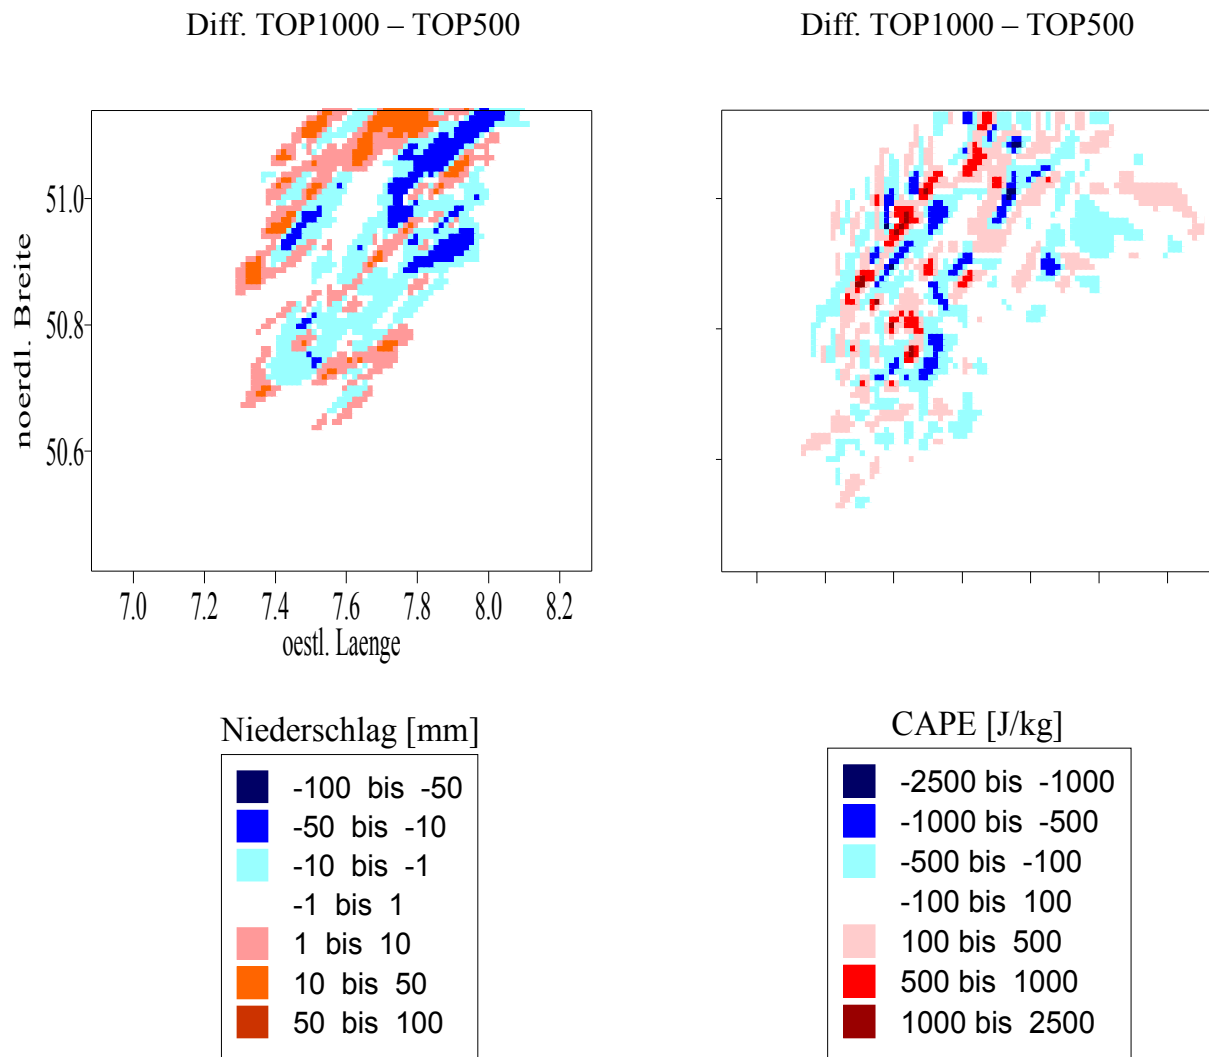 Diff. TOP1000 – TOP500
Diff. TOP1000 – TOP500
noerdl. Breite
51.0
50.8
50.6
7.0 7.2 7.4 7.6 7.8 8.0 8.2
oestl. Laenge
Niederschlag [mm]
-100 bis -50
-50 bis -10
-10 bis -1
-1 bis 1
1 bis 10
10 bis 50
50 bis 100
CAPE [J/kg]
-2500 bis -1000
-1000 bis -500
-500 bis -100
-100 bis 100
100 bis 500
500 bis 1000
1000 bis 2500